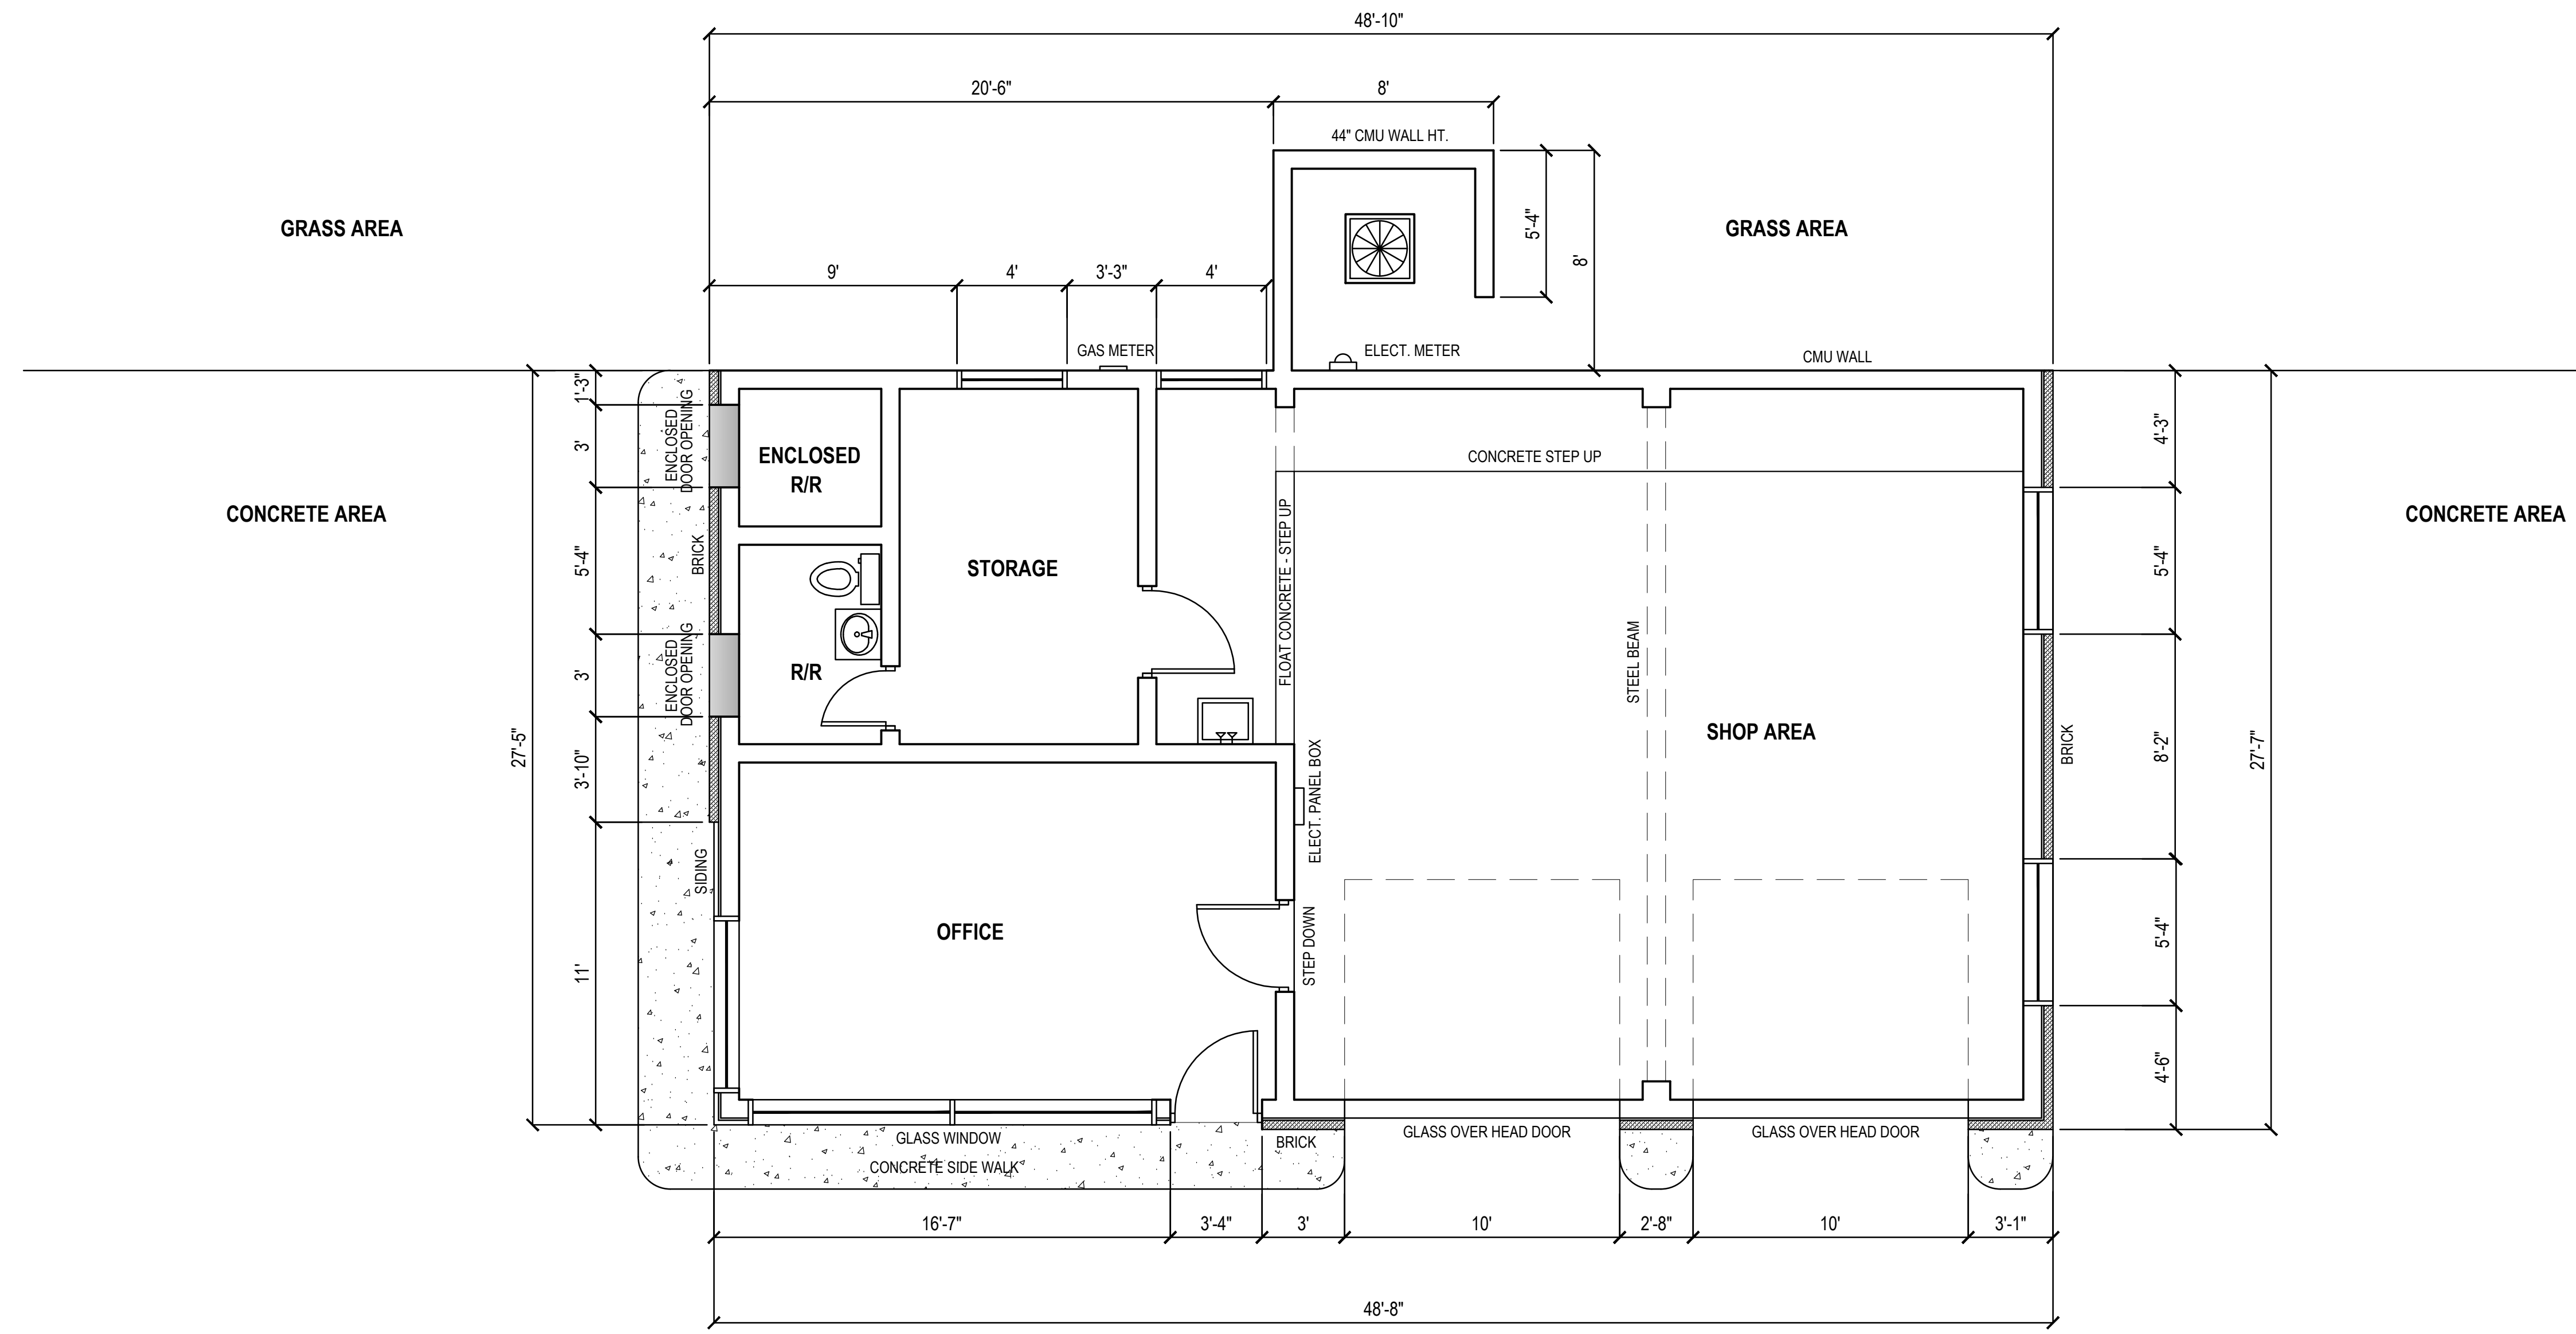 48'-10"
20'-6"
8'
44" CMU WALL HT.
GRASS AREA
GRASS AREA
5'-4"
8'
9'
4'
3'-3"
4'
GAS METER
ELECT. METER
CMU WALL
1'-3"
3'
5'-4"
3'
3'-10"
11'
27'-5"
ENCLOSED
DOOR OPENING
BRICK
ENCLOSED
DOOR OPENING
SIDING
CONCRETE AREA
ENCLOSED
R/R
STORAGE
R/R
OFFICE
CONCRETE STEP UP
FLOAT CONCRETE - STEP UP
STEEL BEAM
SHOP AREA
ELECT. PANEL BOX
STEP DOWN
BRICK
4'-3"
5'-4"
8'-2"
5'-4"
4'-6"
27'-7"
CONCRETE AREA
GLASS WINDOW
CONCRETE SIDE WALK
BRICK
GLASS OVER HEAD DOOR
GLASS OVER HEAD DOOR
16'-7"
3'-4"
3'
10'
2'-8"
10'
3'-1"
48'-8"